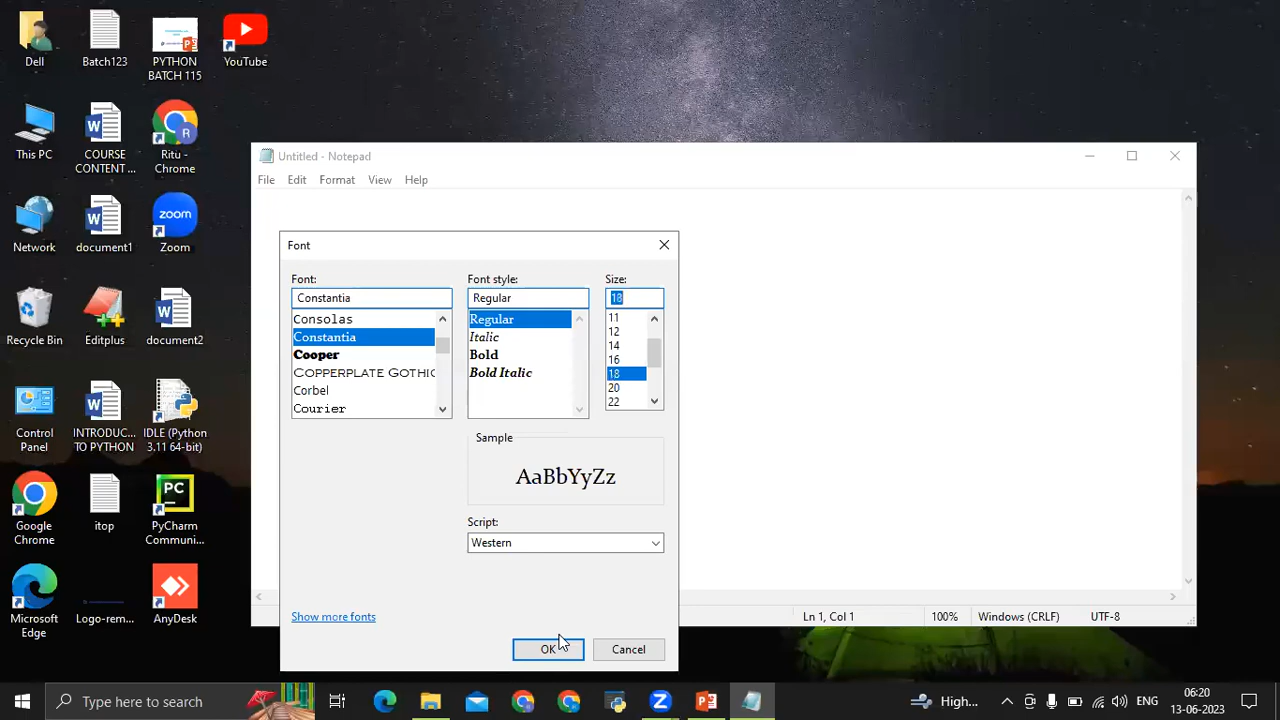 Dell
Batch123
PYTHON
BATCH 115
YouTube
This PC
COURSE
CONTENT ...
Ritu -
Chrome
Network
document1
zoom
Zoom
Recycle Bin
Editplus
document2
Control
Panel
INTRODUC...
TO PYTHON
IDLE (Python
3.11 64-bit)
Google
Chrome
itop
PC
PyCharm
Communi...
Microsoft
Edge
Logo-rem...
AnyDesk
Untitled - Notepad
File Edit Format View Help
Font
Font: Font style: Size:
Constantia Regular 18
Consolas
Constantia
Cooper
COPPERPLATE GOTHIC
Corbel
Courier
Regular
Italic
Bold
Bold Italic
11
12
14
16
18
20
22
Sample
AaBbYyZz
Script:
Western
Show more fonts
OK Cancel
Ln 1, Col 1 100% Windows (CRLF) UTF-8
Type here to search
High... ENG 06:20
13-06-2023